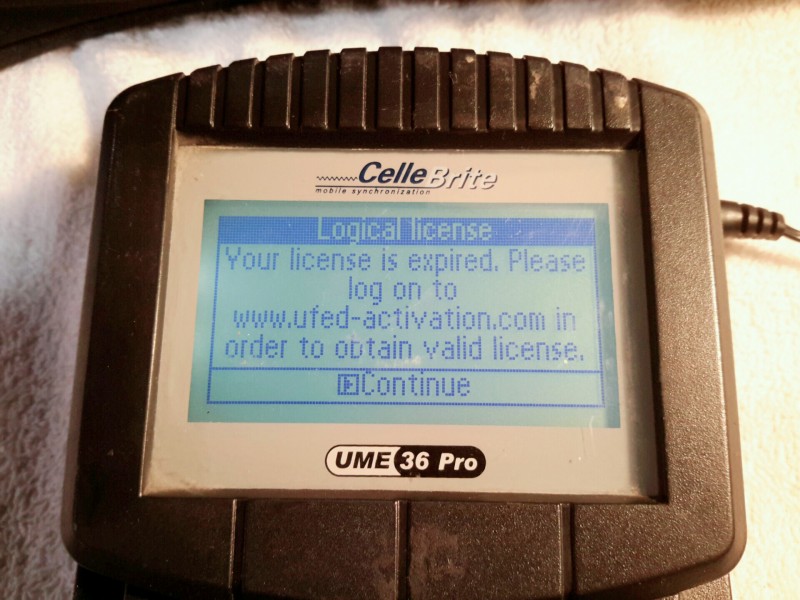 CelleBrite
mobile synchronization
Logical license
Your license is expired. Please
log on to
www.ufed-activation.com in
order to obtain valid license.
Continue
UME 36 Pro